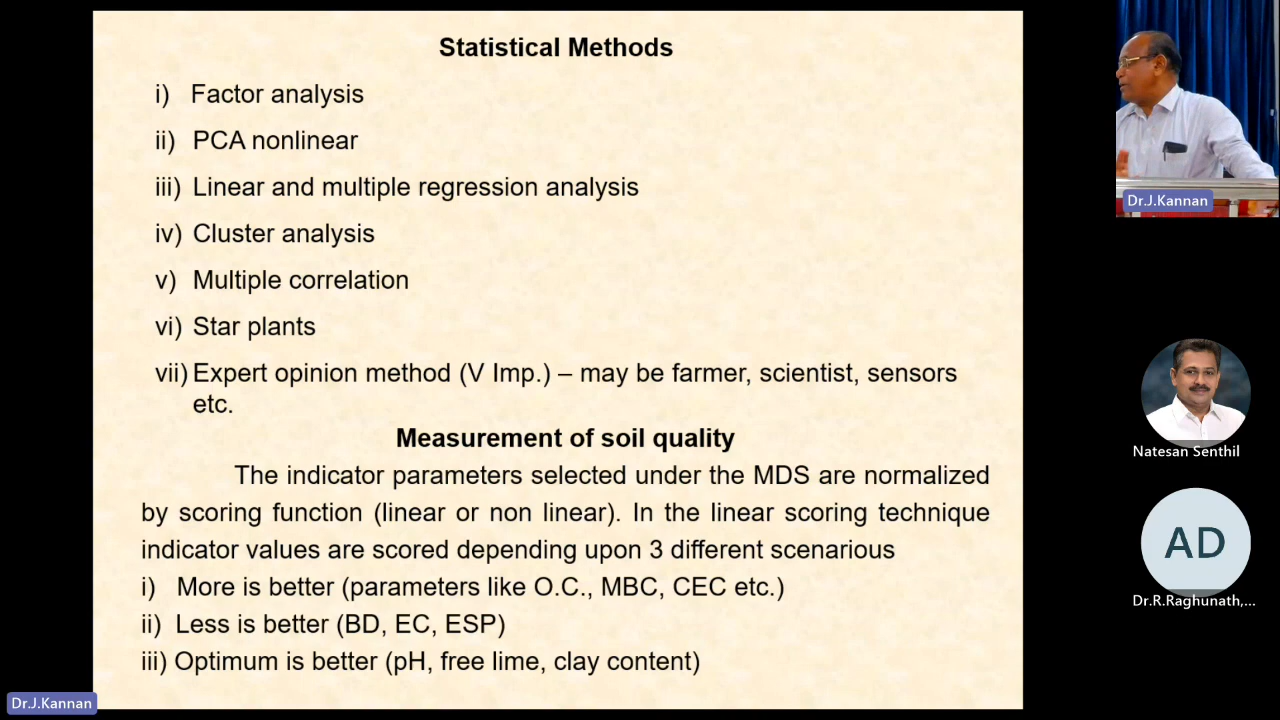 Statistical Methods
i) Factor analysis
ii) PCA nonlinear
iii) Linear and multiple regression analysis
iv) Cluster analysis
v) Multiple correlation
vi) Star plants
vii) Expert opinion method (V Imp.) – may be farmer, scientist, sensors
etc.
Measurement of soil quality
The indicator parameters selected under the MDS are normalized
by scoring function (linear or non linear). In the linear scoring technique
indicator values are scored depending upon 3 different scenarious
i) More is better (parameters like O.C., MBC, CEC etc.)
ii) Less is better (BD, EC, ESP)
iii) Optimum is better (pH, free lime, clay content)
Dr.J.Kannan
Dr.J.Kannan
Natesan Senthil
AD
Dr.R.Raghunath,...